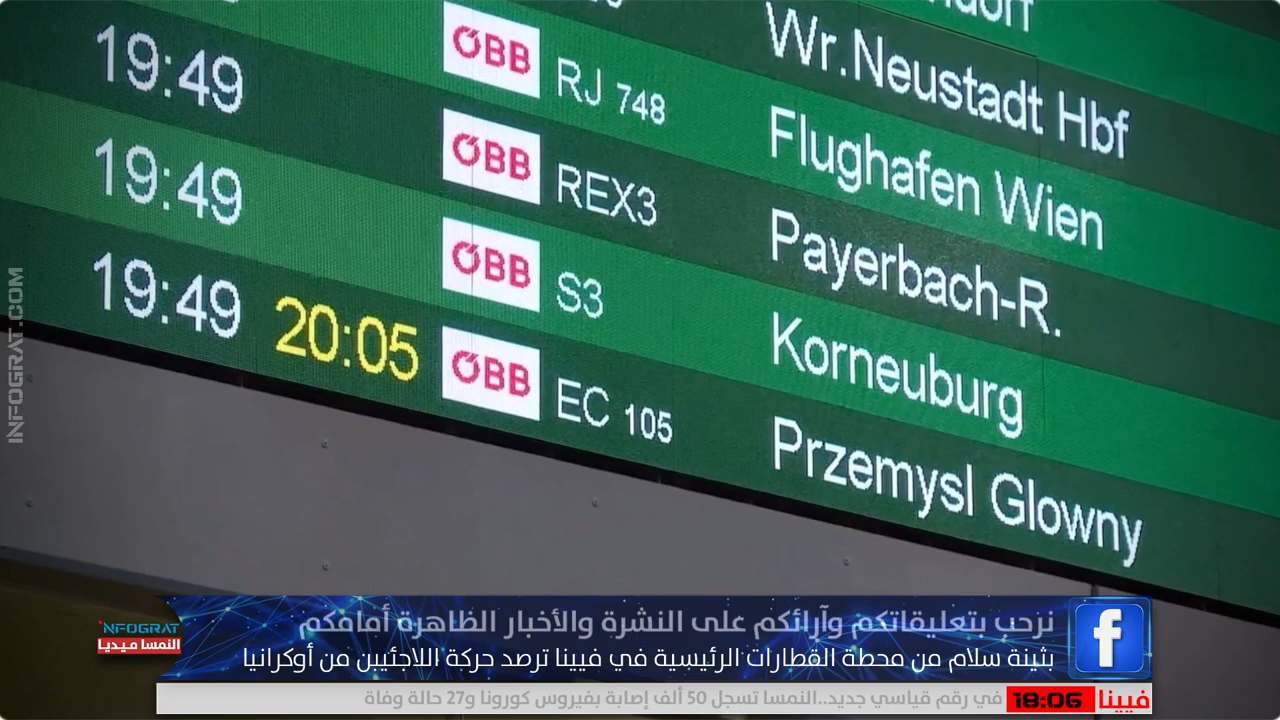 Wr.Neustadt Hbf
19:49 ÖBB RJ 748 Flughafen Wien
19:49 ÖBB REX3 Payerbach-R.
19:49 ÖBB S3 Korneuburg
19:49 20:05 ÖBB EC 105 Przemysl Glowny
INFOGRAT.COM
نرحب بتعليقاتكم وآرائكم على النشرة والأخبار الظاهرة أمامكم
بثينة سلام من محطة القطارات الرئيسية في فيينا ترصد حركة اللاجئيين من أوكرانيا
INFOGRAT
النمسا ميديا
فيينا 18:06 في رقم قياسي جديد..النمسا تسجل 50 ألف إصابة بفيروس كورونا و27 حالة وفاة